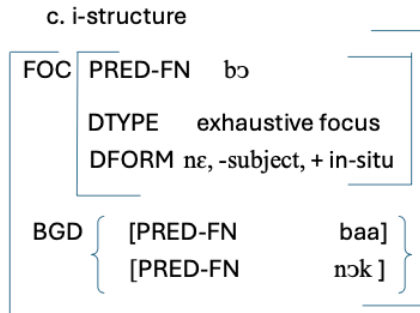 c. i-structure
FOC PRED-FN bɔ
DTYPE exhaustive focus
DFORM nɛ, -subject, + in-situ
BGD { [PRED-FN baa] }
[PRED-FN nɔk ]